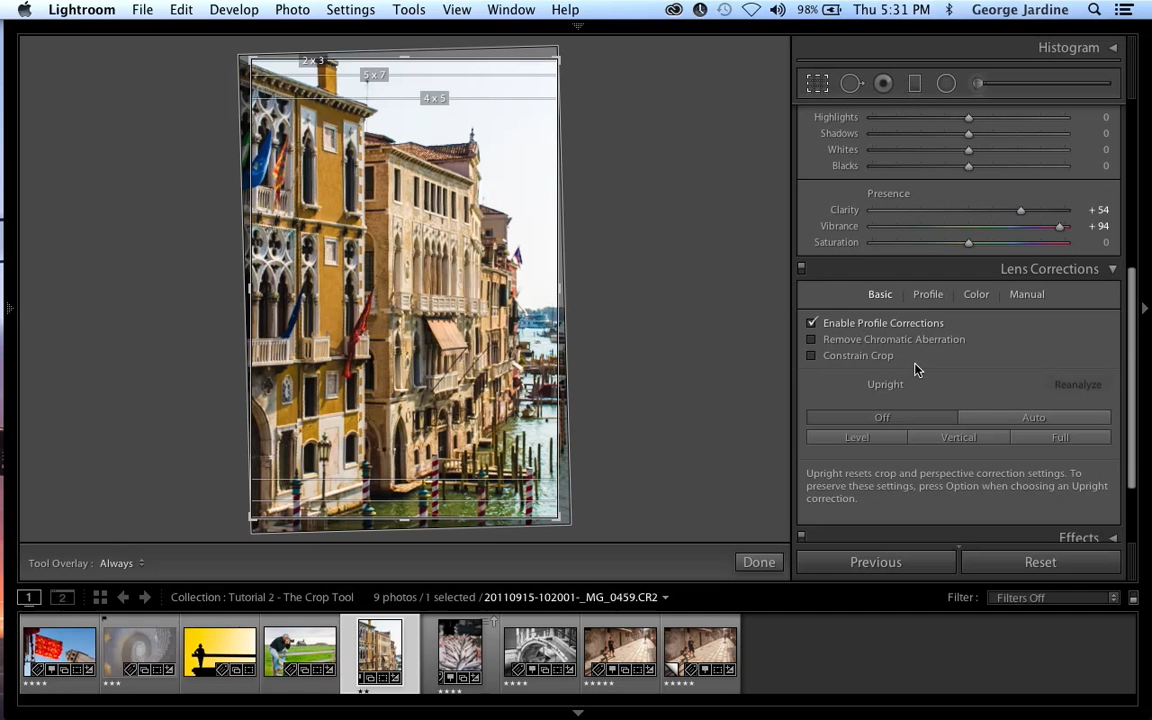 Lightroom File Edit Develop Photo Settings Tools View Window Help 98% Thu 5:31 PM George Jardine
Histogram
2 x 3
5 x 7
4 x 5
Highlights 0
Shadows 0
Whites 0
Blacks 0
Presence
Clarity + 54
Vibrance + 94
Saturation 0
Lens Corrections
Basic Profile Color Manual
Enable Profile Corrections
Remove Chromatic Aberration
Constrain Crop
Upright Reanalyze
Off Auto
Level Vertical Full
Upright resets crop and perspective correction settings. To
preserve these settings, press Option when choosing an Upright
correction.
Effects
Tool Overlay : Always Done
Previous Reset
1 2 Collection : Tutorial 2 - The Crop Tool 9 photos / 1 selected / 20110915-102001-_MG_0459.CR2 Filter : Filters Off